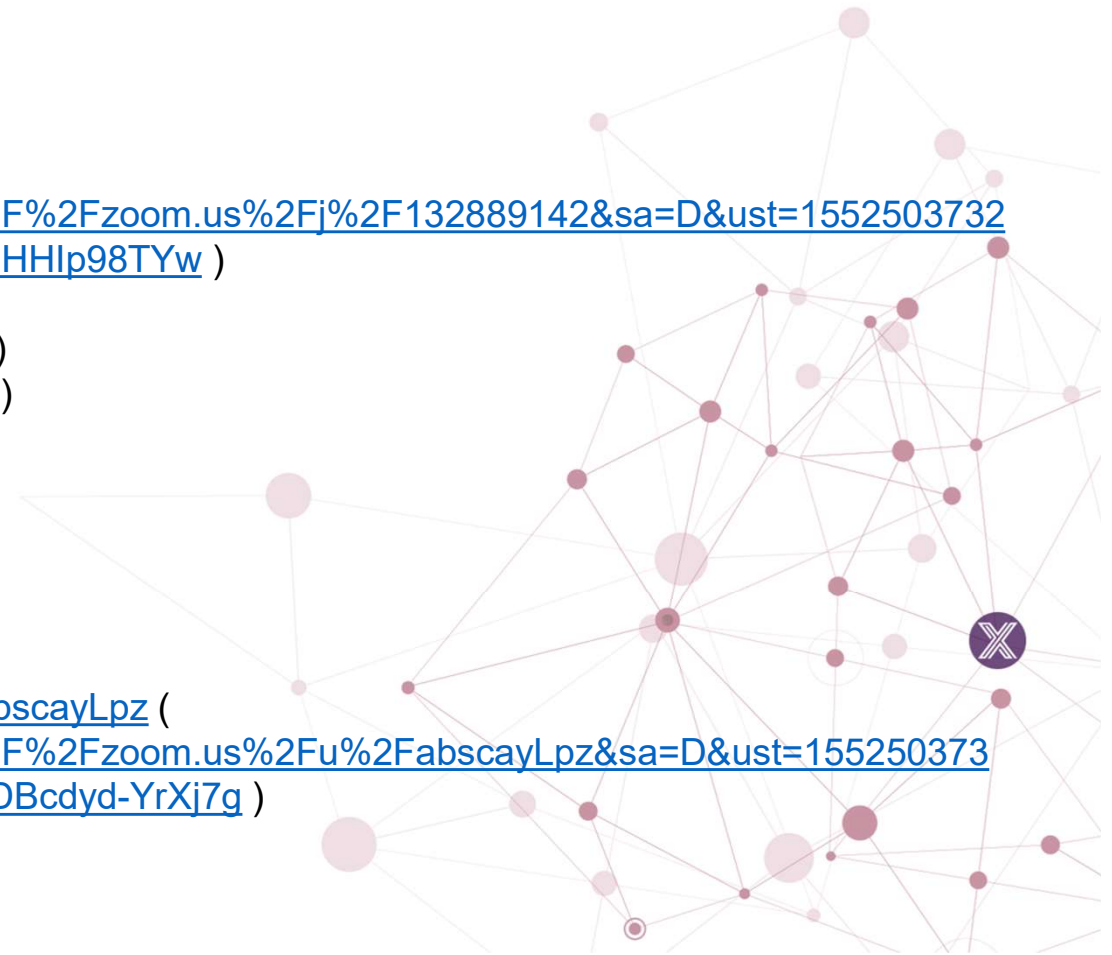 F%2Fzoom.us%2Fj%2F132889142&sa=D&ust=1552503732
HHIp98TYw )
)
)
bscayLpz (
F%2Fzoom.us%2Fu%2FabscayLpz&sa=D&ust=155250373
DBcdyd-YrXj7g )